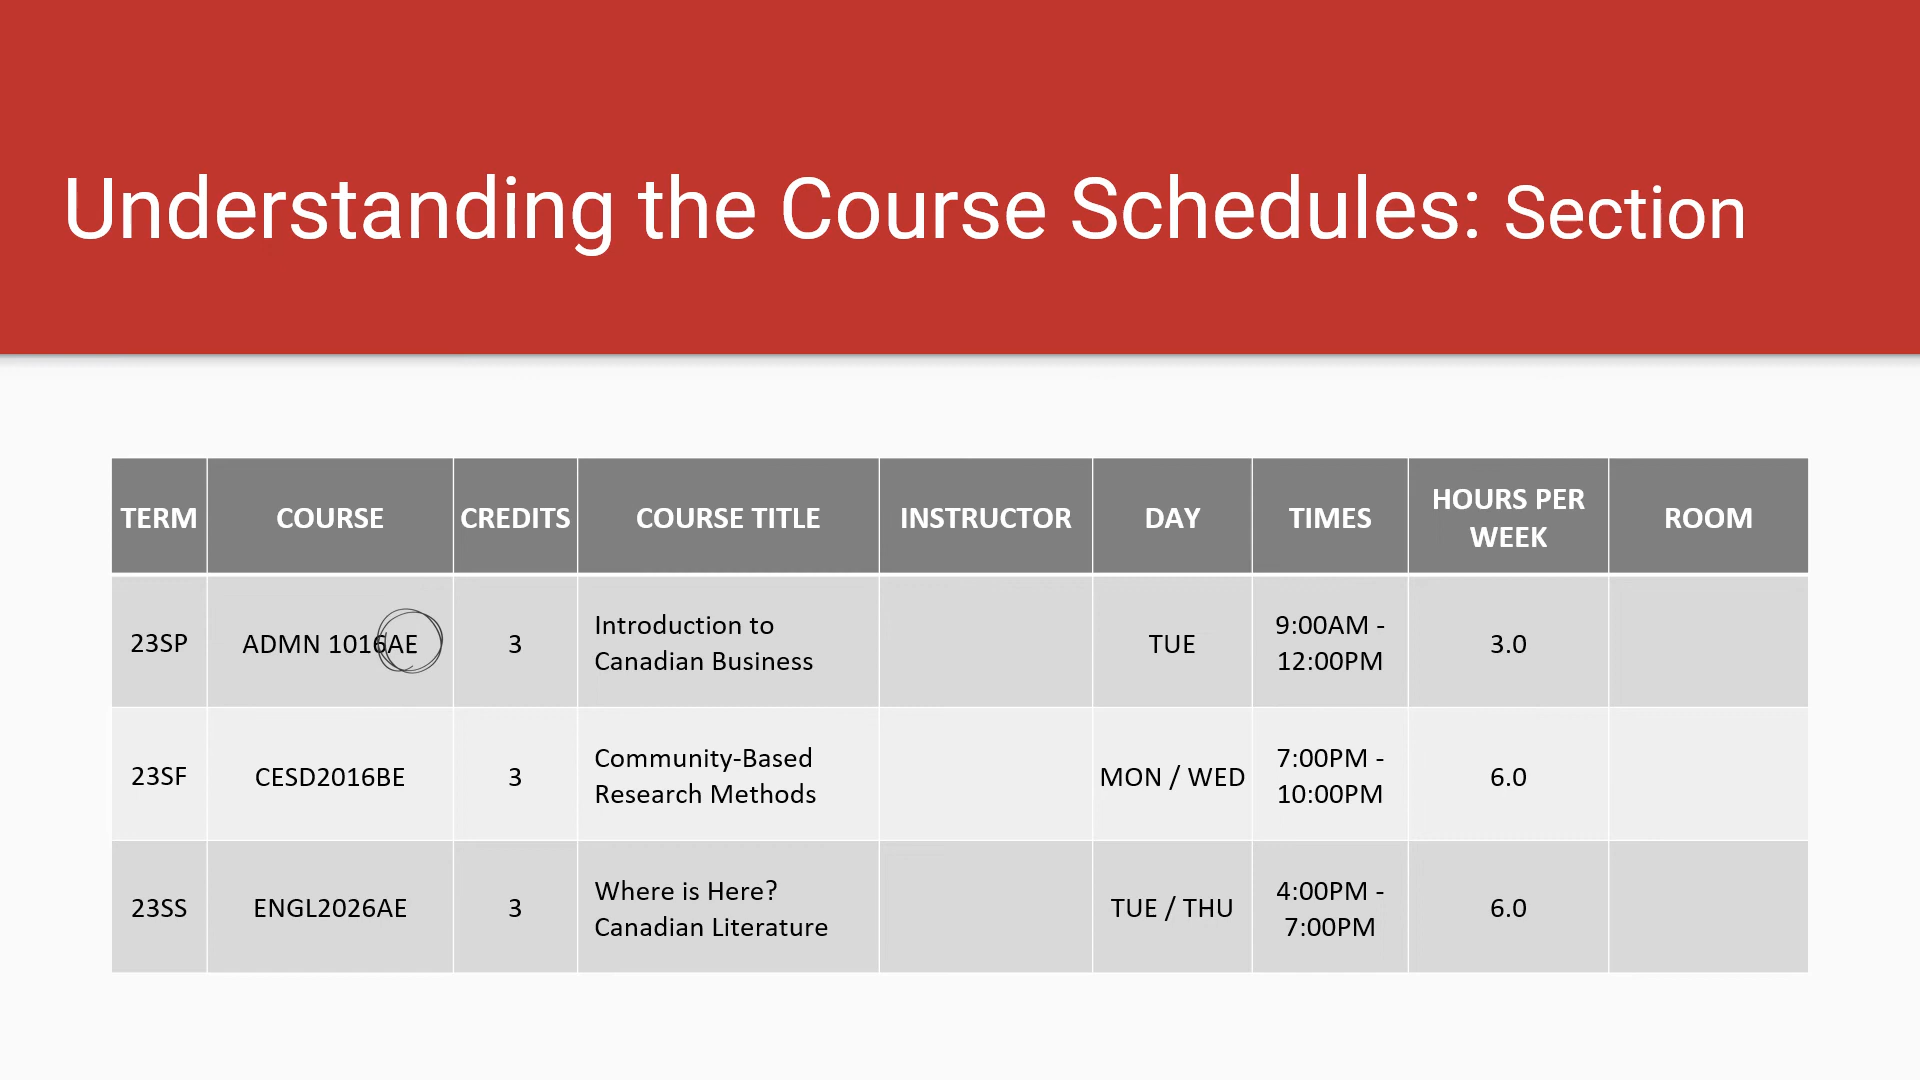 Understanding the Course Schedules: Section
TERM COURSE CREDITS COURSE TITLE INSTRUCTOR DAY TIMES HOURS PER WEEK ROOM
23SP ADMN 1016AE 3 Introduction to Canadian Business TUE 9:00AM - 12:00PM 3.0
23SF CESD2016BE 3 Community-Based Research Methods MON / WED 7:00PM - 10:00PM 6.0
23SS ENGL2026AE 3 Where is Here? Canadian Literature TUE / THU 4:00PM - 7:00PM 6.0